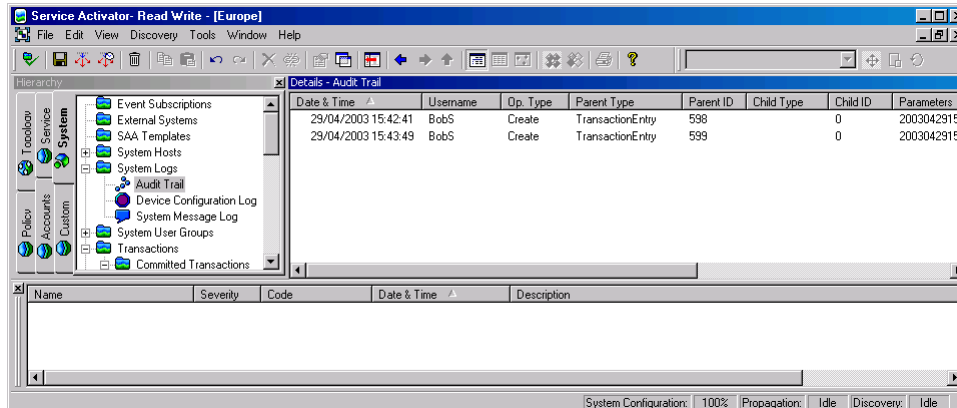 Service Activator- Read Write - [Europe]
File Edit View Discovery Tools Window Help
Hierarchy
Details - Audit Trail
Topology
Service
System
Policy
Accounts
Custom
Event Subscriptions
External Systems
SAA Templates
System Hosts
System Logs
Audit Trail
Device Configuration Log
System Message Log
System User Groups
Transactions
Committed Transactions
Date & Time Username Op. Type Parent Type Parent ID Child Type Child ID Parameters
29/04/2003 15:42:41 BobS Create TransactionEntry 598 0 2003042915
29/04/2003 15:43:49 BobS Create TransactionEntry 599 0 2003042915
Name Severity Code Date & Time Description
System Configuration: 100% Propagation: Idle Discovery: Idle